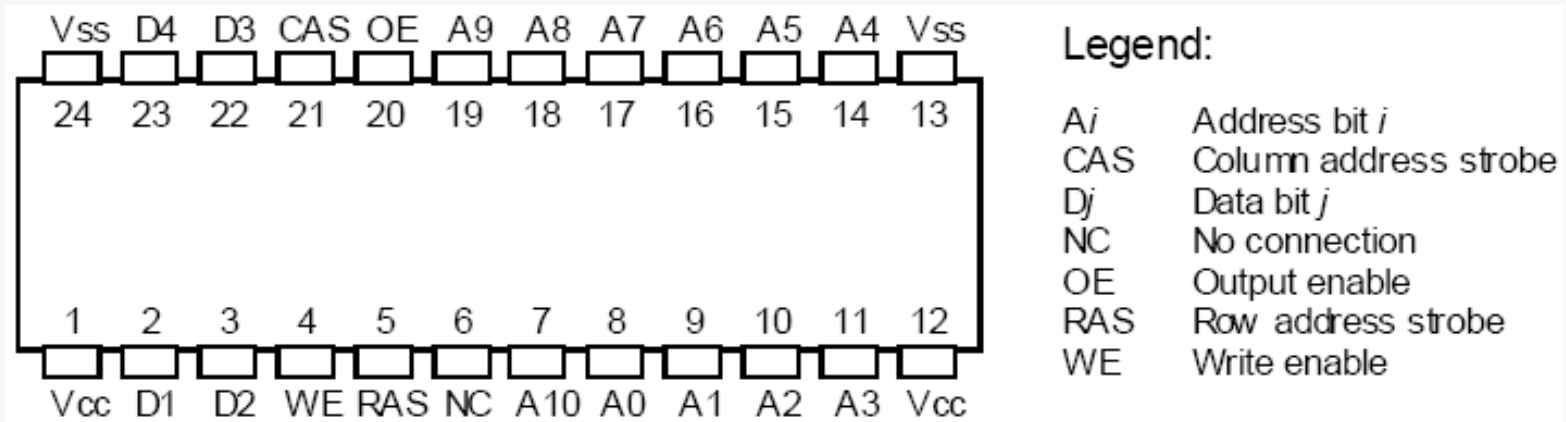 Vss D4 D3 CAS OE A9 A8 A7 A6 A5 A4 Vss
24 23 22 21 20 19 18 17 16 15 14 13
1 2 3 4 5 6 7 8 9 10 11 12
Vcc D1 D2 WE RAS NC A10 A0 A1 A2 A3 Vcc
Legend:
Ai Address bit i
CAS Column address strobe
Dj Data bit j
NC No connection
OE Output enable
RAS Row address strobe
WE Write enable